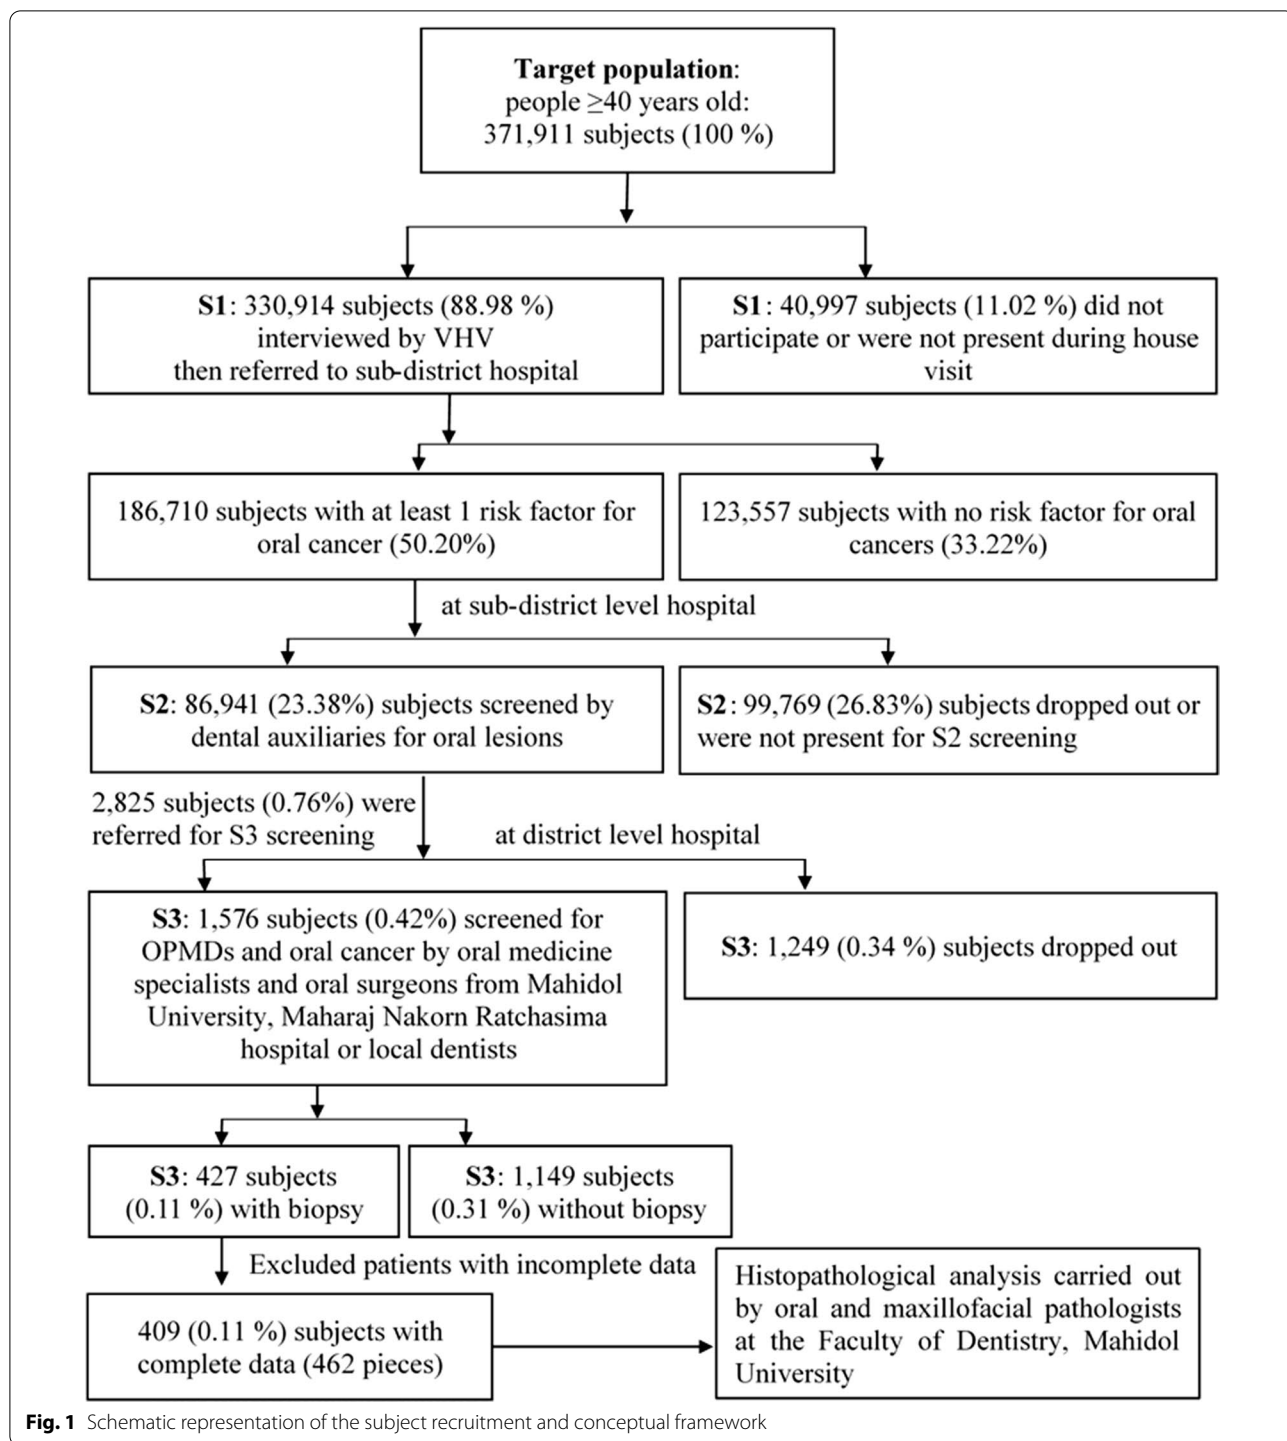 Target population:
people ≥40 years old:
371,911 subjects (100 %)
S1: 330,914 subjects (88.98 %)
interviewed by VHV
then referred to sub-district hospital
S1: 40,997 subjects (11.02 %) did not
participate or were not present during house
visit
186,710 subjects with at least 1 risk factor for
oral cancer (50.20%)
123,557 subjects with no risk factor for oral
cancers (33.22%)
at sub-district level hospital
S2: 86,941 (23.38%) subjects screened by
dental auxiliaries for oral lesions
S2: 99,769 (26.83%) subjects dropped out or
were not present for S2 screening
2,825 subjects (0.76%) were
referred for S3 screening
at district level hospital
S3: 1,576 subjects (0.42%) screened for
OPMDs and oral cancer by oral medicine
specialists and oral surgeons from Mahidol
University, Maharaj Nakorn Ratchasima
hospital or local dentists
S3: 1,249 (0.34 %) subjects dropped out
S3: 427 subjects
(0.11 %) with biopsy
S3: 1,149 subjects
(0.31 %) without biopsy
Excluded patients with incomplete data
409 (0.11 %) subjects with
complete data (462 pieces)
Histopathological analysis carried out
by oral and maxillofacial pathologists
at the Faculty of Dentistry, Mahidol
University
Fig. 1 Schematic representation of the subject recruitment and conceptual framework